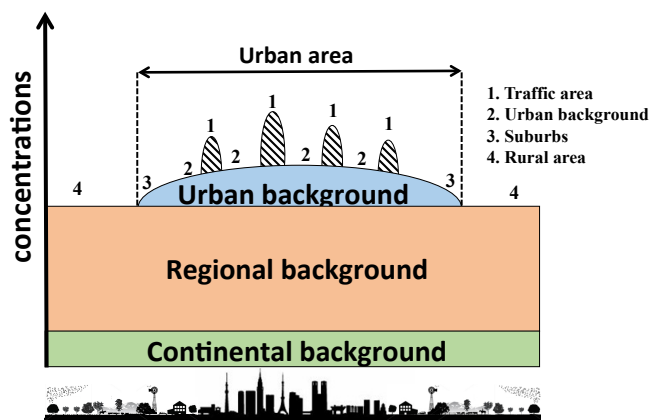 Urban area
concentrations
1. Traffic area
2. Urban background
3. Suburbs
4. Rural area
1
1
1
1
2
2
2
2
3
3
4
4
Urban background
Regional background
Continental background